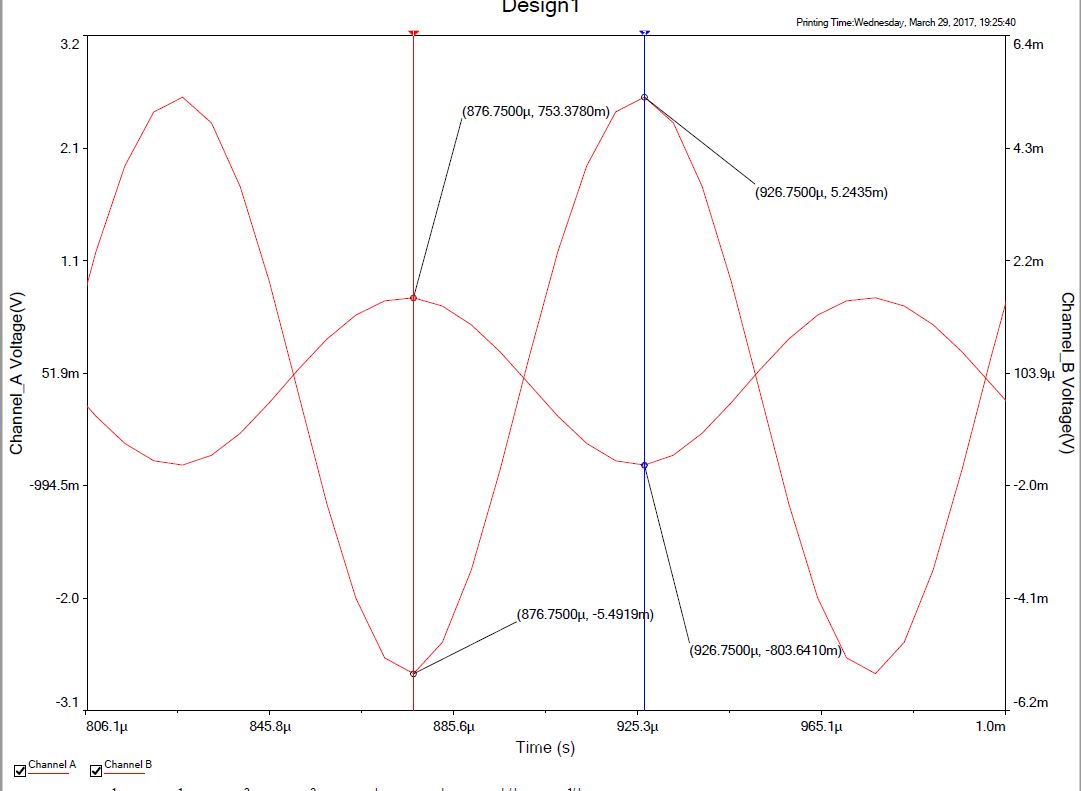 Design1
Printing Time:Wednesday, March 29, 2017, 19:25:40
3.2
6.4m
(876.7500µ, 753.3780m)
2.1
4.3m
(926.7500µ, 5.2435m)
1.1
2.2m
Channel_A Voltage(V)
Channel_B Voltage(V)
51.9m
103.9µ
-994.5m
-2.0m
-2.0
-4.1m
(876.7500µ, -5.4919m)
(926.7500µ, -803.6410m)
-3.1
-6.2m
806.1µ 845.8µ 885.6µ 925.3µ 965.1µ 1.0m
Time (s)
Channel A Channel B